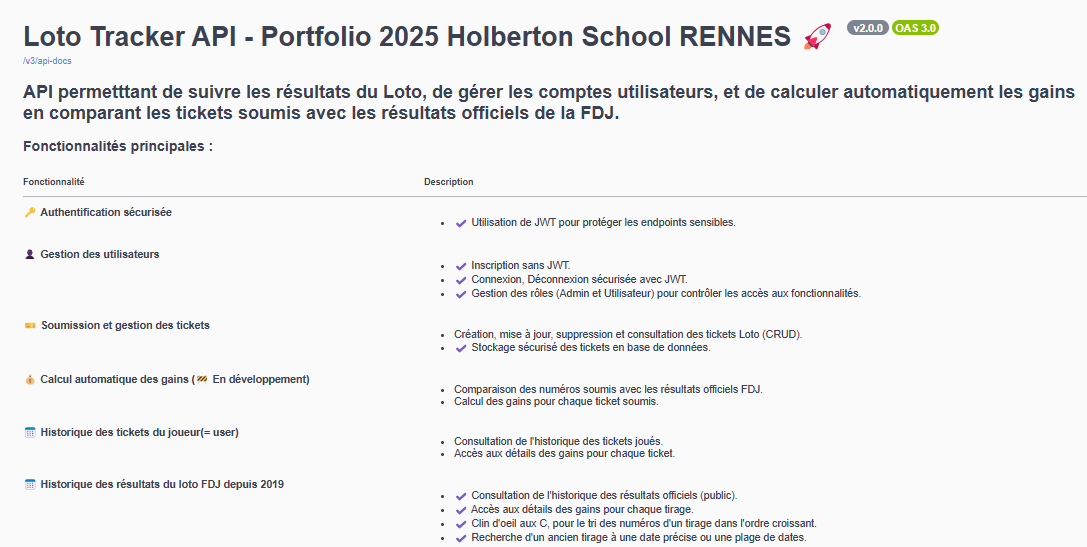 Loto Tracker API - Portfolio 2025 Holberton School RENNES 🚀 v2.0.0 OAS 3.0
/v3/api-docs
API permetttant de suivre les résultats du Loto, de gérer les comptes utilisateurs, et de calculer automatiquement les gains
en comparant les tickets soumis avec les résultats officiels de la FDJ.
Fonctionnalités principales :
Fonctionnalité Description
🔑 Authentification sécurisée
• ✔ Utilisation de JWT pour protéger les endpoints sensibles.
👤 Gestion des utilisateurs
• ✔ Inscription sans JWT.
• ✔ Connexion, Déconnexion sécurisée avec JWT.
• ✔ Gestion des rôles (Admin et Utilisateur) pour contrôler les accès aux fonctionnalités.
🎫 Soumission et gestion des tickets
• Création, mise à jour, suppression et consultation des tickets Loto (CRUD).
• ✔ Stockage sécurisé des tickets en base de données.
💰 Calcul automatique des gains (🚧 En développement)
• Comparaison des numéros soumis avec les résultats officiels FDJ.
• Calcul des gains pour chaque ticket soumis.
📅 Historique des tickets du joueur(= user)
• Consultation de l'historique des tickets joués.
• Accès aux détails des gains pour chaque ticket.
📅 Historique des résultats du loto FDJ depuis 2019
• ✔ Consultation de l'historique des résultats officiels (public).
• ✔ Accès aux détails des gains pour chaque tirage.
• ✔ Clin d'oeil aux C, pour le tri des numéros d'un tirage dans l'ordre croissant.
• ✔ Recherche d'un ancien tirage à une date précise ou une plage de dates.